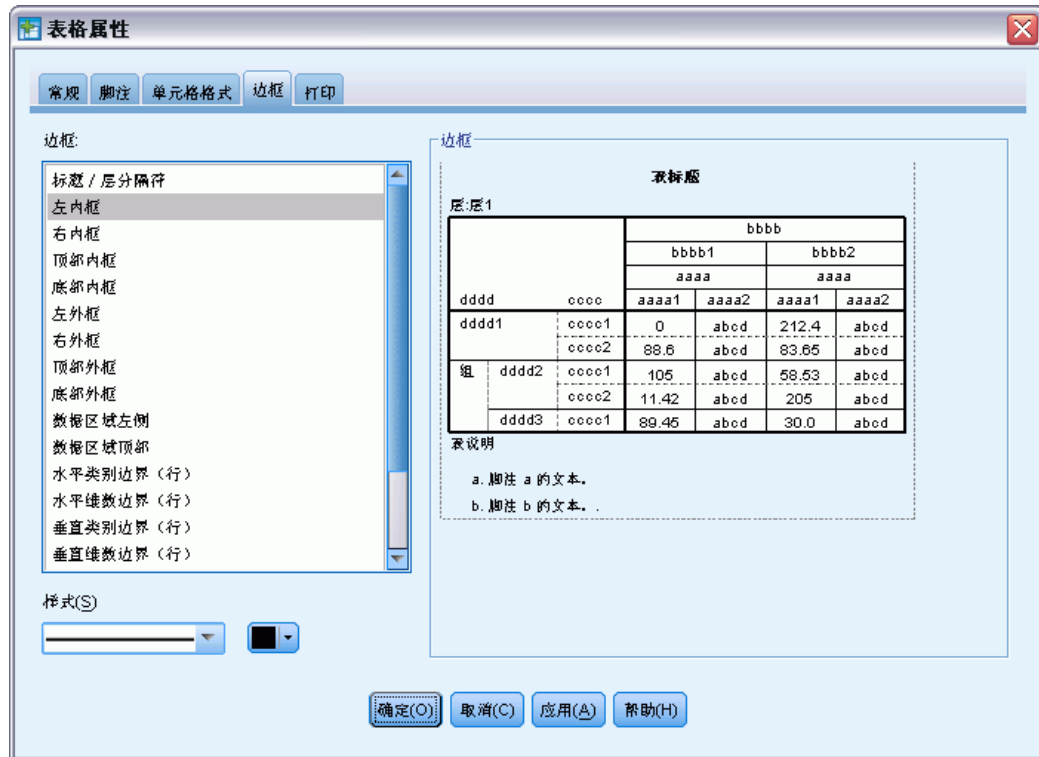 表格属性
常规 脚注 单元格格式 边框 打印
边框:
标题 / 层分隔符
左内框
右内框
顶部内框
底部内框
左外框
右外框
顶部外框
底部外框
数据区域左侧
数据区域顶部
水平类别边界（行）
水平维数边界（行）
垂直类别边界（行）
垂直维数边界（行）
样式(S)
边框
表标题
层:层1
bbbb
bbbb1 bbbb2
aaaa aaaa
dddd cccc aaaa1 aaaa2 aaaa1 aaaa2
dddd1 cccc1 0 abcd 212.4 abcd
cccc2 88.6 abcd 83.65 abcd
组 dddd2 cccc1 105 abcd 58.53 abcd
cccc2 11.42 abcd 205 abcd
dddd3 cccc1 89.45 abcd 30.0 abcd
表说明
a. 脚注 a 的文本。
b. 脚注 b 的文本。.
确定(O) 取消(C) 应用(A) 帮助(H)